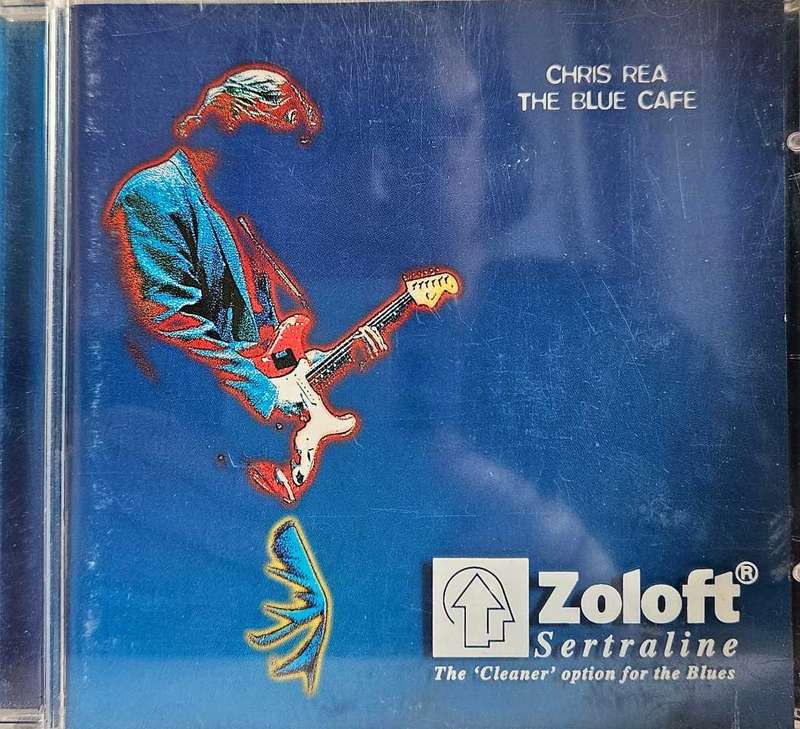 CHRIS REA
THE BLUE CAFE
Zoloft®
Sertraline
The 'Cleaner' option for the Blues